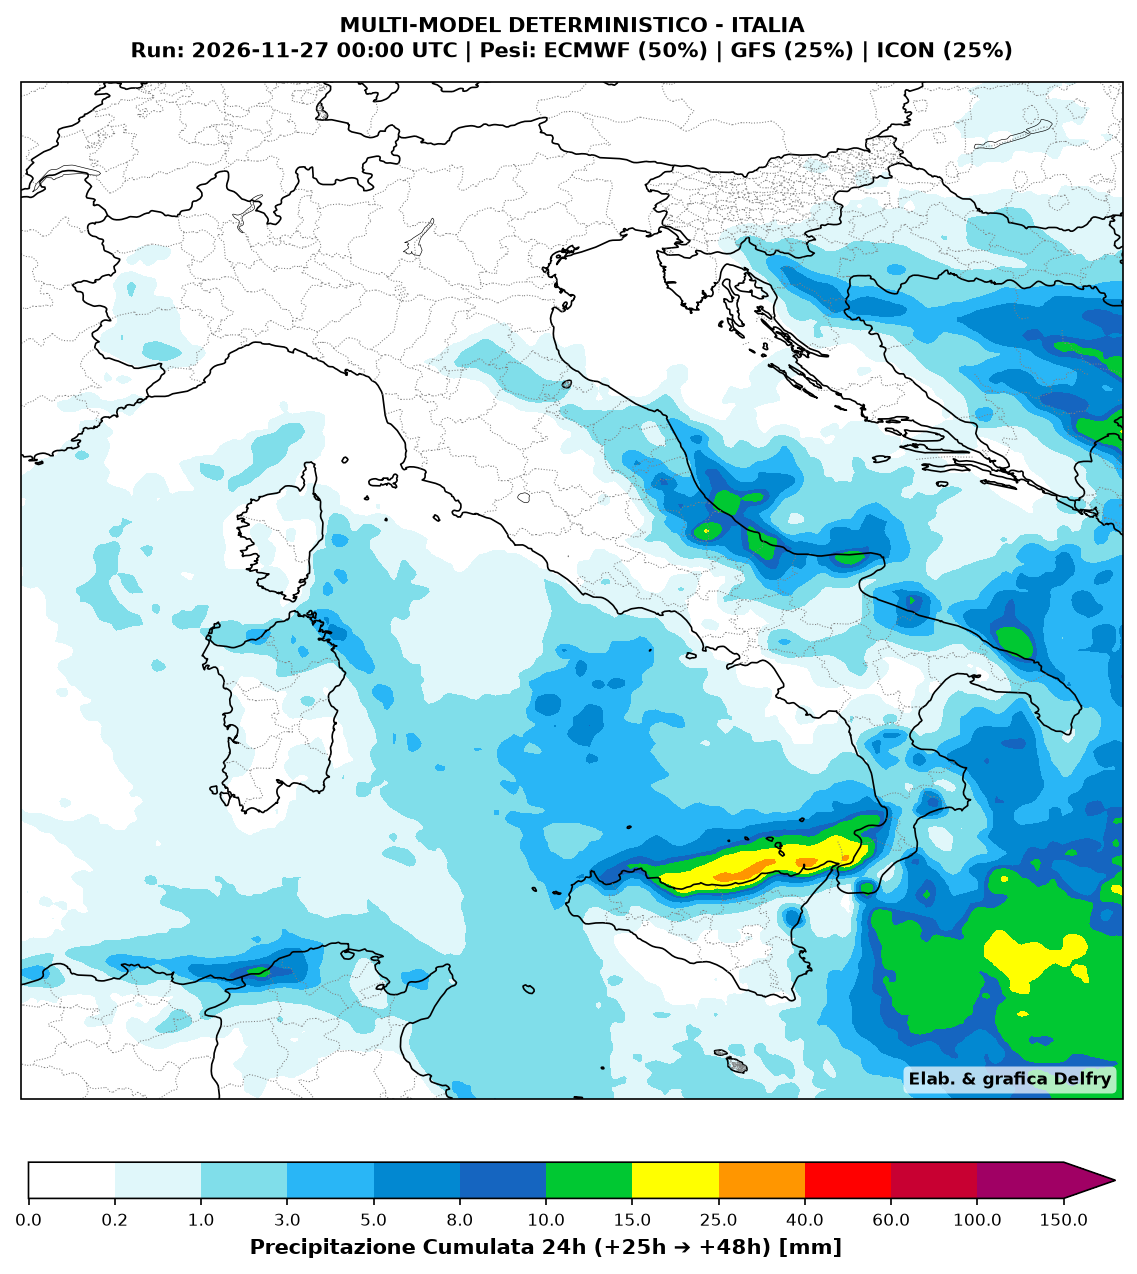 MULTI-MODEL DETERMINISTICO - ITALIA
Run: 2026-11-27 00:00 UTC | Pesi: ECMWF (50%) | GFS (25%) | ICON (25%)
Elab. & grafica Delfry
0.0 0.2 1.0 3.0 5.0 8.0 10.0 15.0 25.0 40.0 60.0 100.0 150.0
Precipitazione Cumulata 24h (+25h → +48h) [mm]